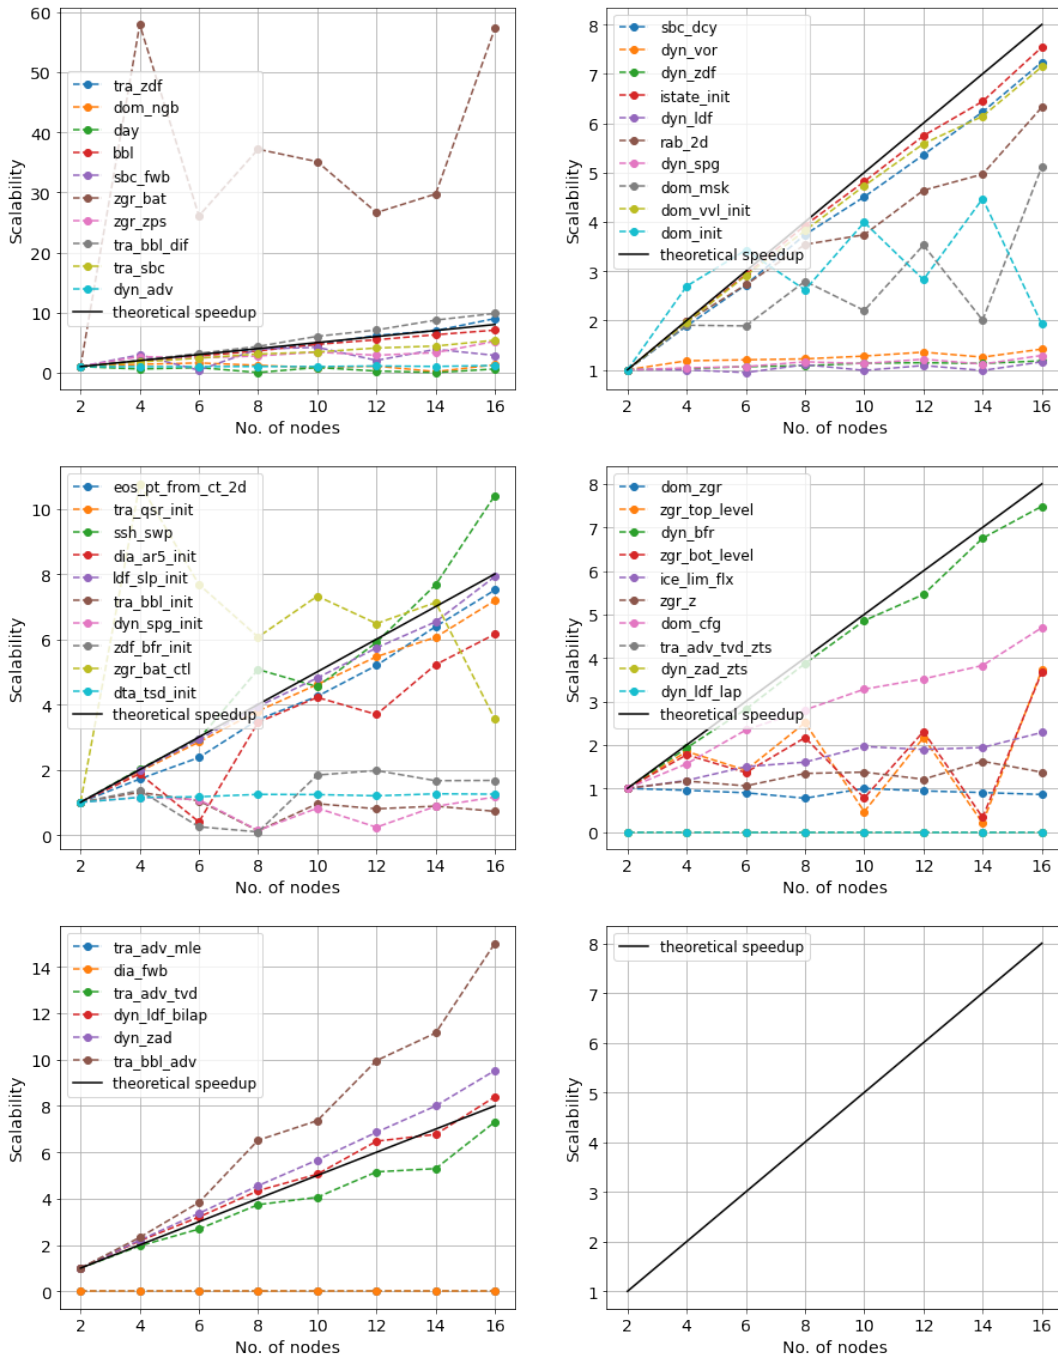 60
50
40
30
20
10
0
Scalability
tra_zdf
dom_ngb
day
bbl
sbc_fwb
zgr_bat
zgr_zps
tra_bbl_dif
tra_sbc
dyn_adv
theoretical speedup
2 4 6 8 10 12 14 16
No. of nodes
8
7
6
5
4
3
2
1
Scalability
sbc_dcy
dyn_vor
dyn_zdf
istate_init
dyn_ldf
rab_2d
dyn_spg
dom_msk
dom_vvl_init
dom_init
theoretical speedup
2 4 6 8 10 12 14 16
No. of nodes
10
8
6
4
2
0
Scalability
eos_pt_from_ct_2d
tra_qsr_init
ssh_swp
dia_ar5_init
ldf_slp_init
tra_bbl_init
dyn_spg_init
zdf_bfr_init
zgr_bat_ctl
dta_tsd_init
theoretical speedup
2 4 6 8 10 12 14 16
No. of nodes
8
7
6
5
4
3
2
1
0
Scalability
dom_zgr
zgr_top_level
dyn_bfr
zgr_bot_level
ice_lim_flx
zgr_z
dom_cfg
tra_adv_tvd_zts
dyn_zad_zts
dyn_ldf_lap
theoretical speedup
2 4 6 8 10 12 14 16
No. of nodes
14
12
10
8
6
4
2
0
Scalability
tra_adv_mle
dia_fwb
tra_adv_tvd
dyn_ldf_bilap
dyn_zad
tra_bbl_adv
theoretical speedup
2 4 6 8 10 12 14 16
No. of nodes
8
7
6
5
4
3
2
1
Scalability
theoretical speedup
2 4 6 8 10 12 14 16
No. of nodes